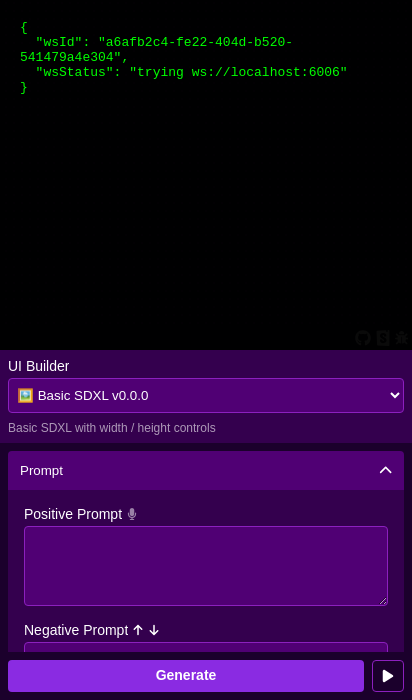 {
"wsId": "a6afb2c4-fe22-404d-b520-
541479a4e304",
"wsStatus": "trying ws://localhost:6006"
}
UI Builder
🖼️ Basic SDXL v0.0.0
Basic SDXL with width / height controls
Prompt
Positive Prompt
Negative Prompt
Generate